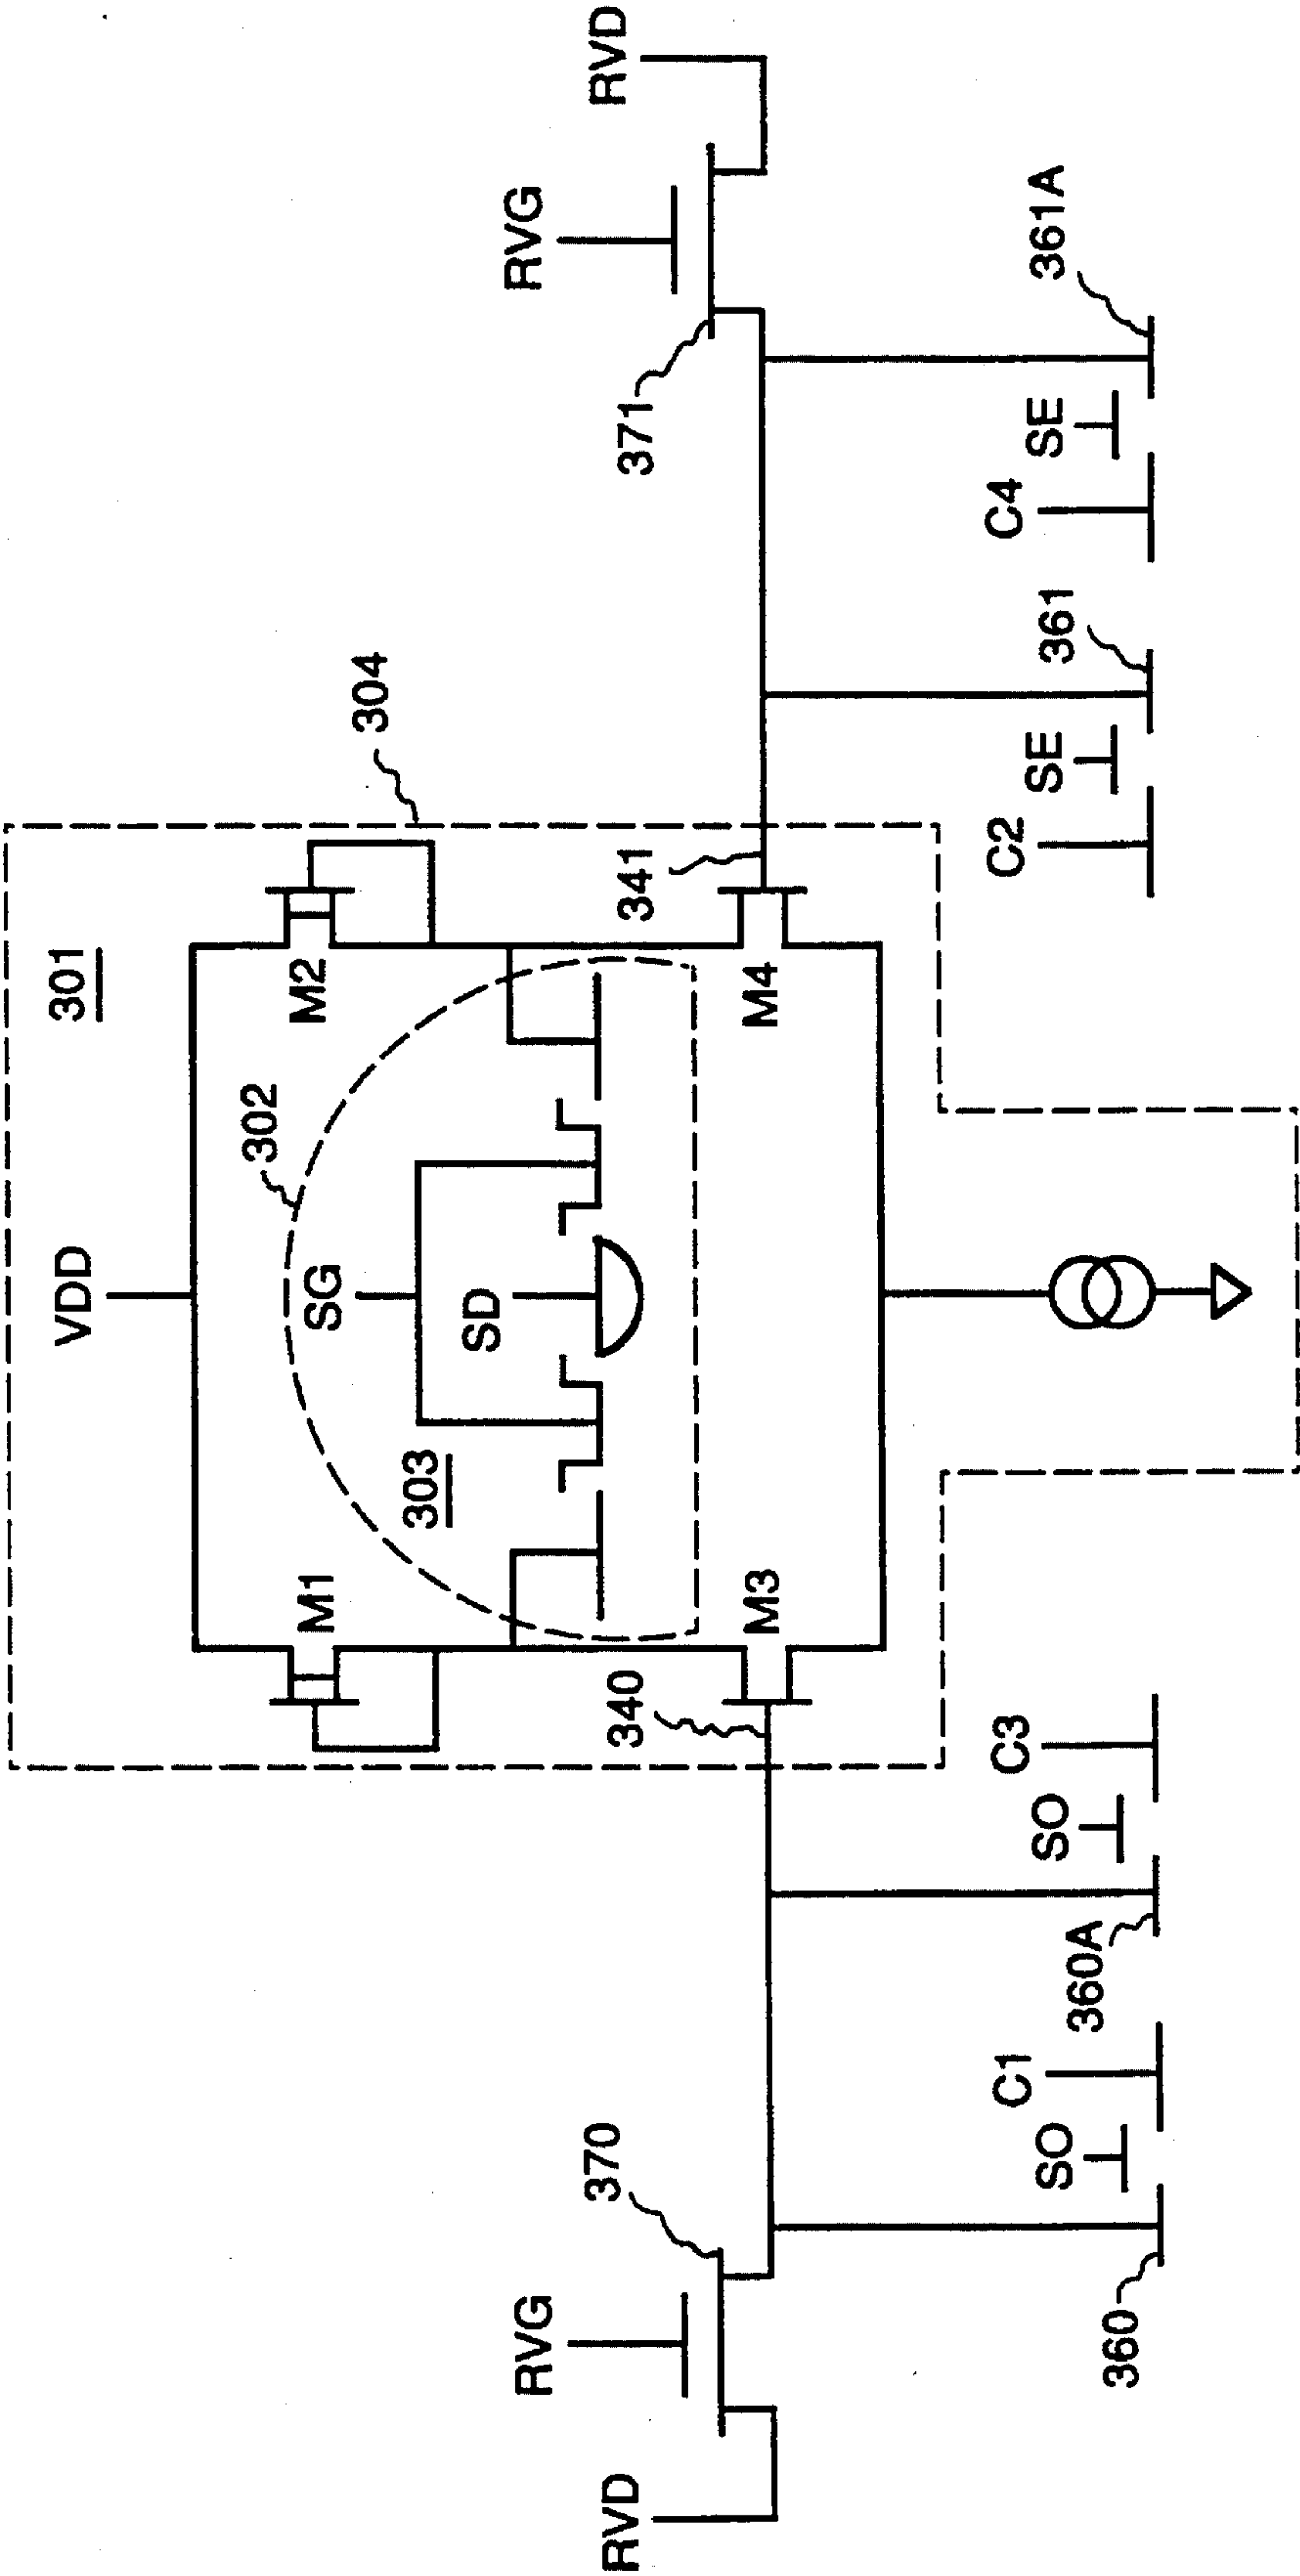 301
VDD
302
304
M1
SG
M2
303
SD
RVG
370
RVD
340
M3
M4
341
371
RVG
RVD
C1
C3
C2
C4
SO
SO
SE
SE
360
360A
361
361A